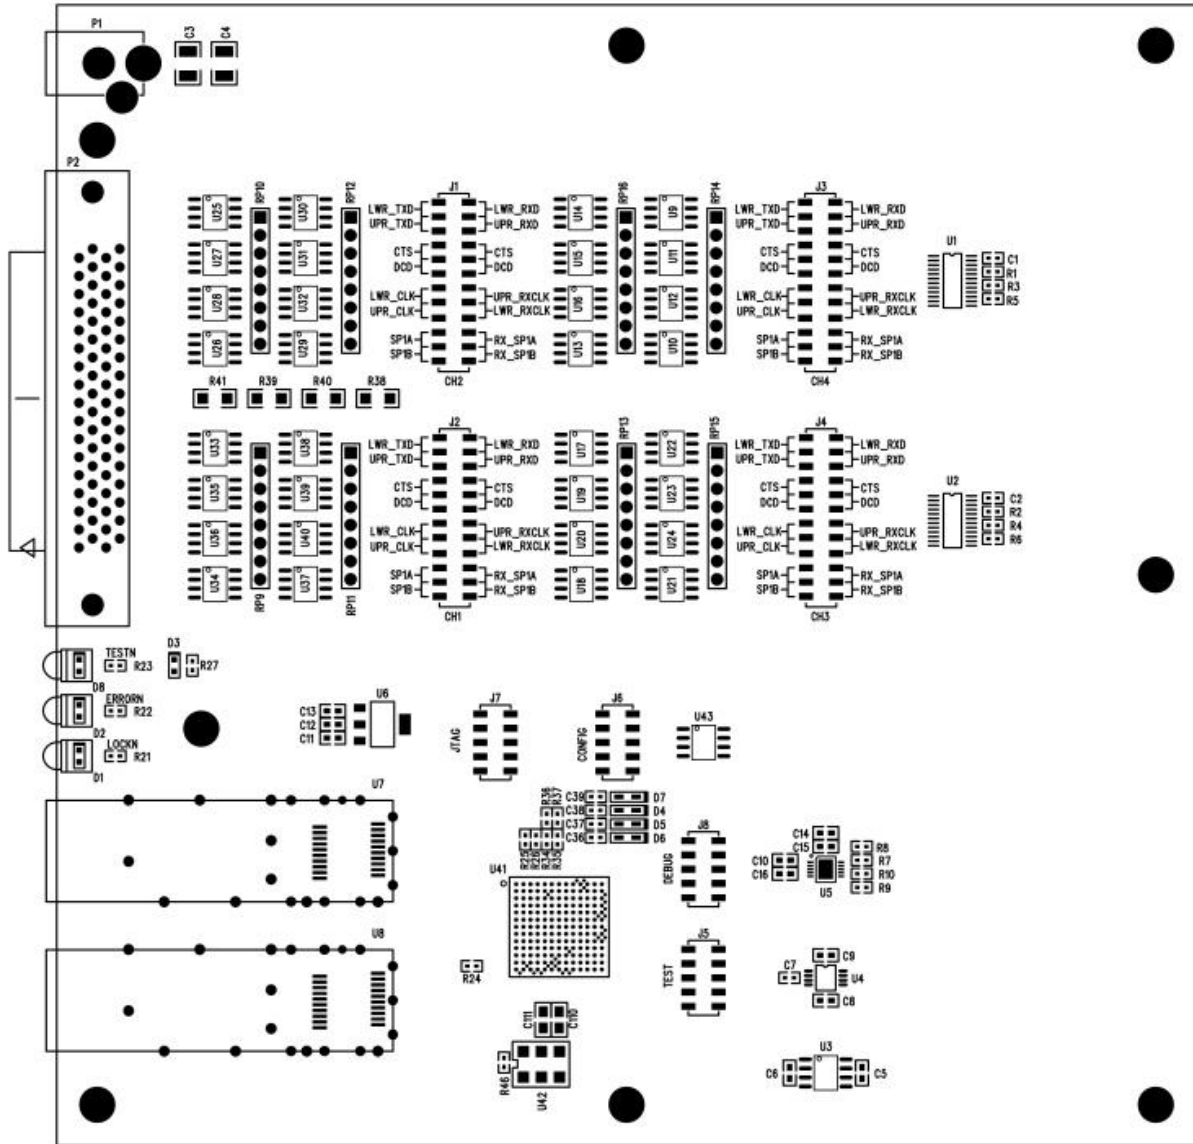 P1
C3
C4
P2
RP10
RP12
J1
RP16
RP14
J3
U25
U30
LWR_TXD
LWR_RXD
U14
U9
LWR_TXD
LWR_RXD
UPR_TXD
UPR_RXD
UPR_TXD
UPR_RXD
U1
U27
U31
CTS
CTS
U15
U11
CTS
CTS
C1
DCD
DCD
DCD
DCD
R1
R3
U28
U32
LWR_CLK
UPR_RXCLK
U16
U12
LWR_CLK
UPR_RXCLK
R5
UPR_CLK
LWR_RXCLK
UPR_CLK
LWR_RXCLK
U26
U29
SP1A
RX_SP1A
U13
U10
SP1A
RX_SP1A
SP1B
RX_SP1B
SP1B
RX_SP1B
R41
R39
R40
R38
CH2
CH4
J2
RP13
RP15
J4
U33
U38
LWR_TXD
LWR_RXD
U17
U22
LWR_TXD
LWR_RXD
UPR_TXD
UPR_RXD
UPR_TXD
UPR_RXD
U2
U35
U39
CTS
CTS
U19
U23
CTS
CTS
C2
DCD
DCD
DCD
DCD
R2
R4
U36
U40
LWR_CLK
UPR_RXCLK
U20
U24
LWR_CLK
UPR_RXCLK
R6
UPR_CLK
LWR_RXCLK
UPR_CLK
LWR_RXCLK
U34
U37
SP1A
RX_SP1A
U18
U21
SP1A
RX_SP1A
SP1B
RX_SP1B
SP1B
RX_SP1B
RP9
RP11
CH1
CH3
TESTN
D3
R23
R27
D8
ERRORN
U6
J7
J6
R22
C13
U43
C12
D2
LOCKN
C11
JTAG
CONFIG
R21
D1
U7
R36
R37
C39
D7
C38
D4
C37
D5
J8
C36
D6
C14
R25
R26
R34
R35
C15
R8
U41
DEBUG
C10
R7
C16
R10
U5
R9
U8
J5
R24
TEST
C9
C7
U4
C8
C111
C110
U3
R46
U42
C6
C5